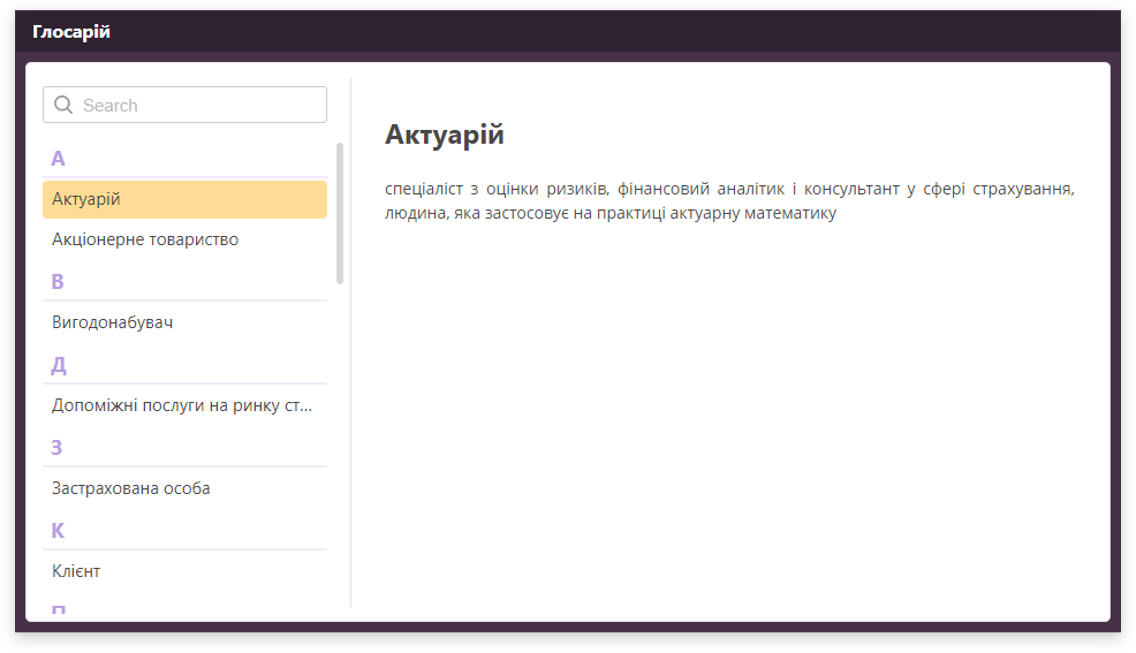 Глосарій
Search
А
Актуарій
Акціонерне товариство
В
Вигодонабувач
Д
Допоміжні послуги на ринку ст...
З
Застрахована особа
К
Клієнт
П
Актуарій
спеціаліст з оцінки ризиків, фінансовий аналітик і консультант у сфері страхування,
людина, яка застосовує на практиці актуарну математику